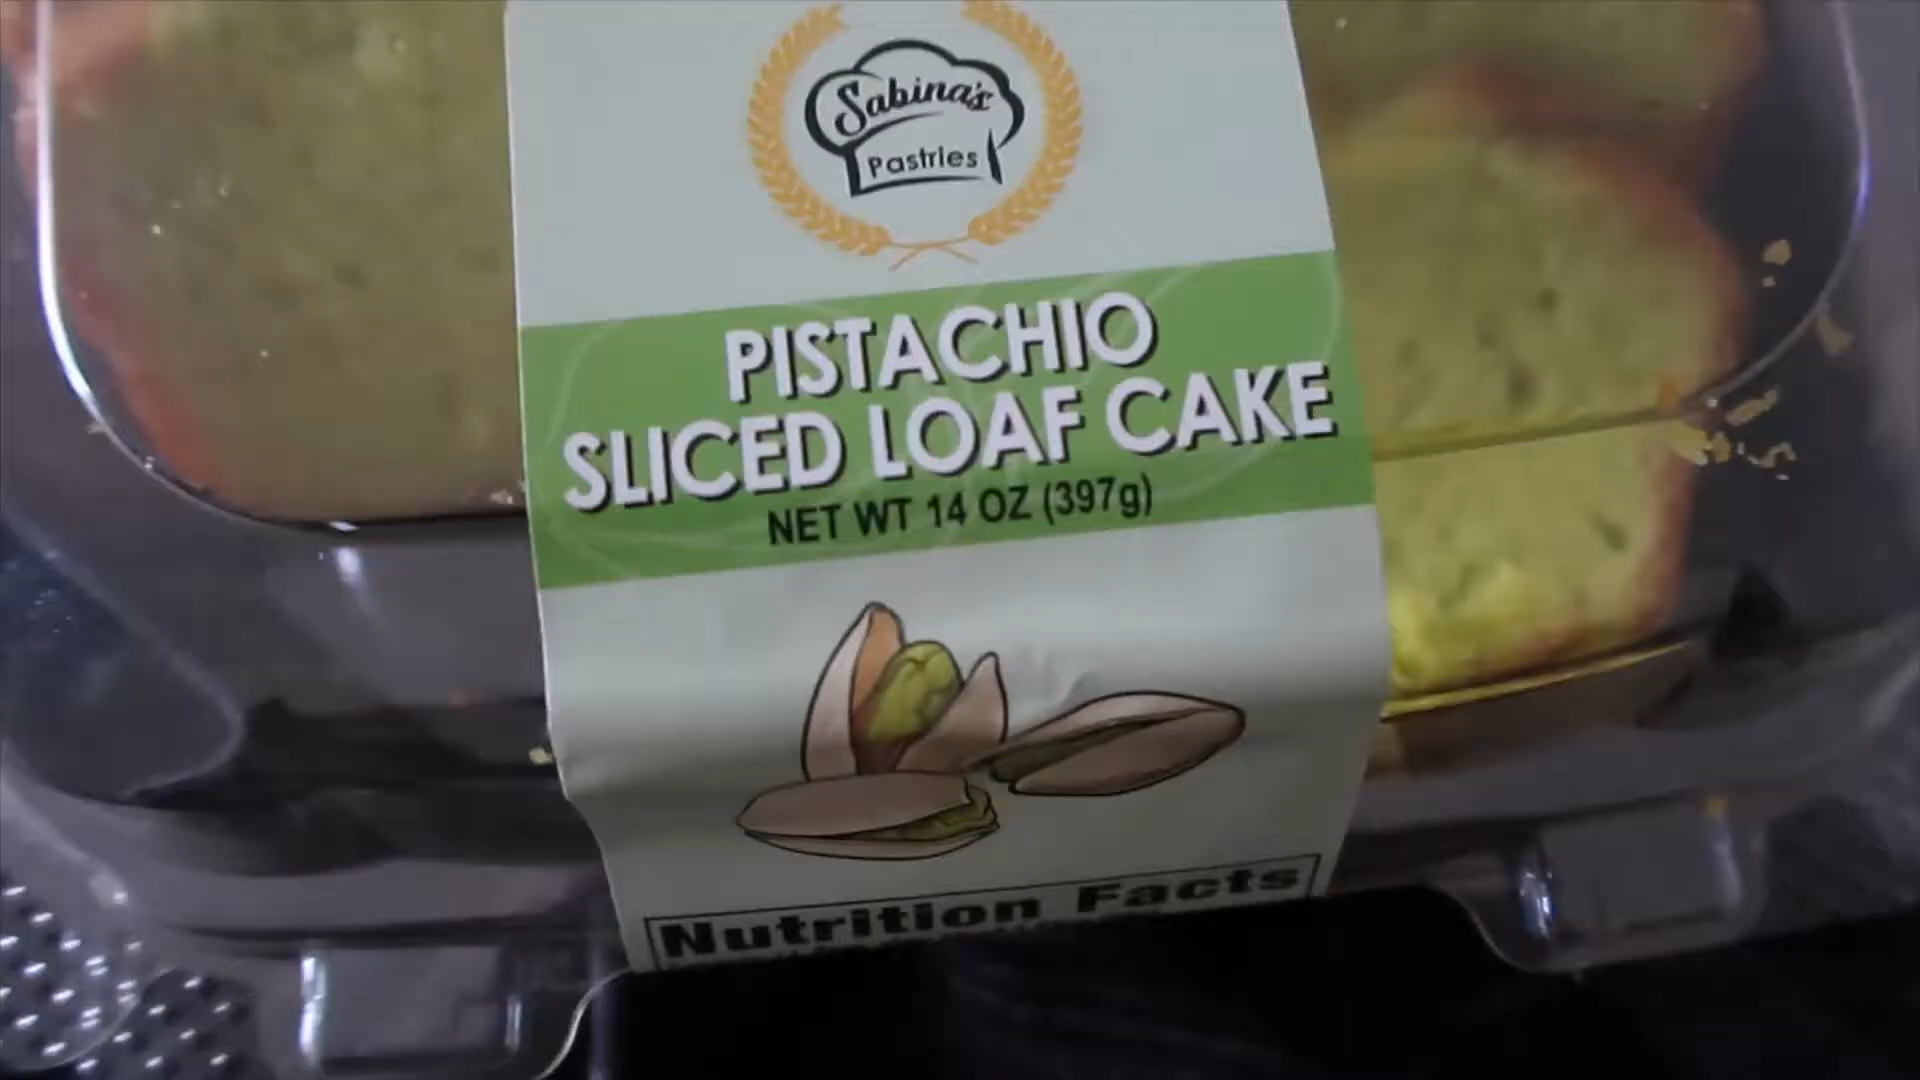 Sabina's
Pastries
PISTACHIO
SLICED LOAF CAKE
NET WT 14 OZ (397g)
Nutrition Facts